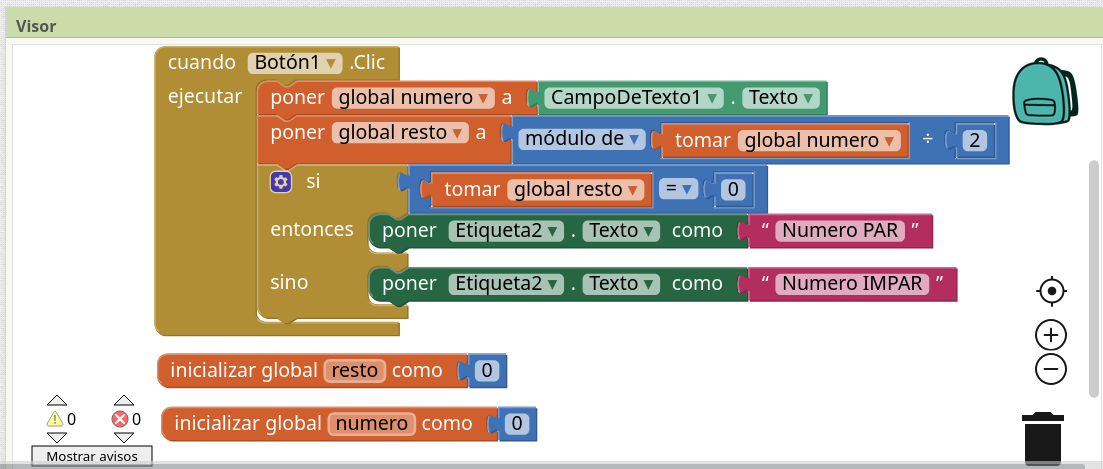 Visor
cuando Botón1 .Clic
ejecutar poner global numero a CampoDeTexto1 . Texto
poner global resto a módulo de tomar global numero ÷ 2
si tomar global resto = 0
entonces poner Etiqueta2 . Texto como “ Numero PAR ”
sino poner Etiqueta2 . Texto como “ Numero IMPAR ”
inicializar global resto como 0
inicializar global numero como 0
0 0
Mostrar avisos